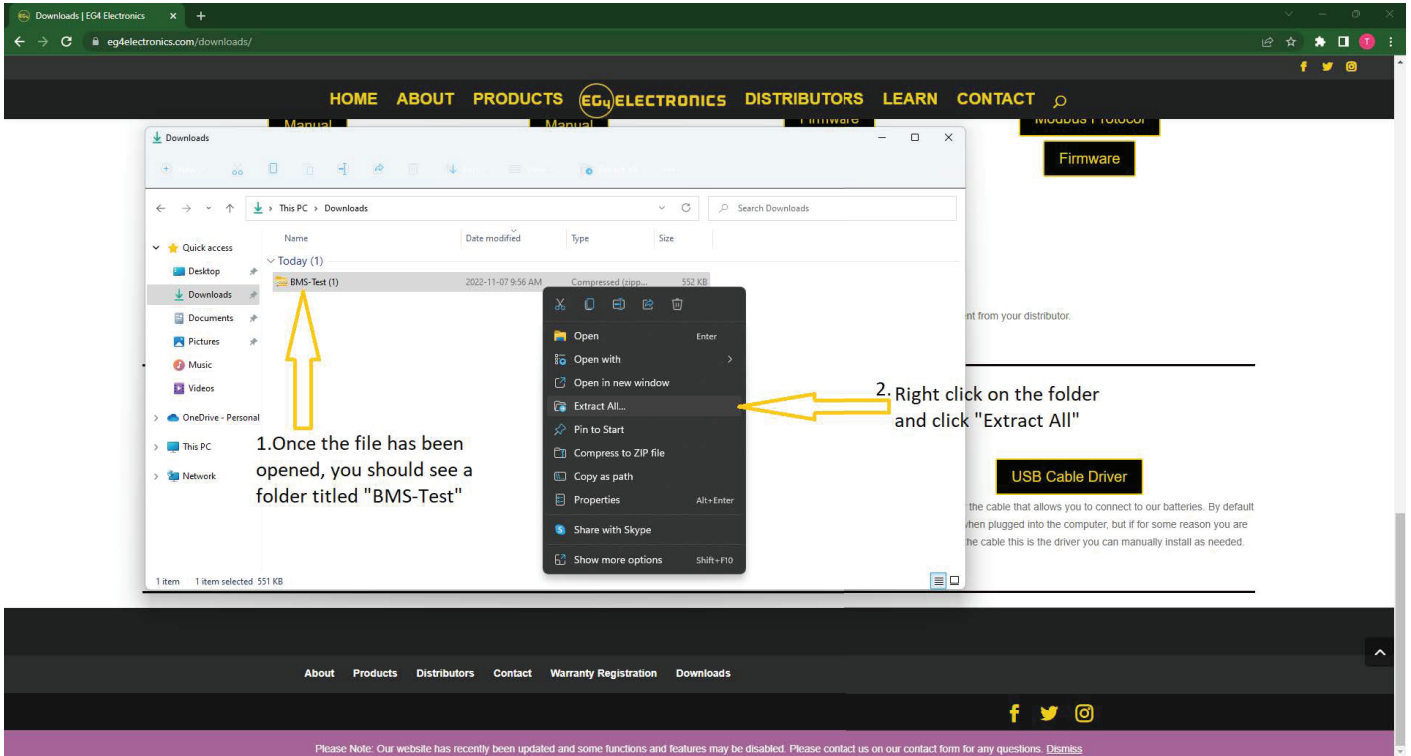 Downloads | EG4 Electronics
eg4electronics.com/downloads/
T
HOME ABOUT PRODUCTS EG4 ELECTRONICS DISTRIBUTORS LEARN CONTACT
Manual Manual Firmware Modbus Protocol
Firmware
Downloads
This PC > Downloads
Search Downloads
Name Date modified Type Size
Quick access
Today (1)
Desktop
BMS-Test (1) 2022-11-07 9:56 AM Compressed (zipp... 552 KB
Downloads
Documents
Pictures
Music
Videos
OneDrive - Personal
This PC
Network
1 item 1 item selected 551 KB
Open Enter
Open with
Open in new window
Extract All...
Pin to Start
Compress to ZIP file
Copy as path
Properties Alt+Enter
Share with Skype
Show more options Shift+F10
1.Once the file has been
opened, you should see a
folder titled "BMS-Test"
2. Right click on the folder
and click "Extract All"
ent from your distributor.
USB Cable Driver
the cable that allows you to connect to our batteries. By default
when plugged into the computer, but if for some reason you are
the cable this is the driver you can manually install as needed.
About Products Distributors Contact Warranty Registration Downloads
Please Note: Our website has recently been updated and some functions and features may be disabled. Please contact us on our contact form for any questions. Dismiss